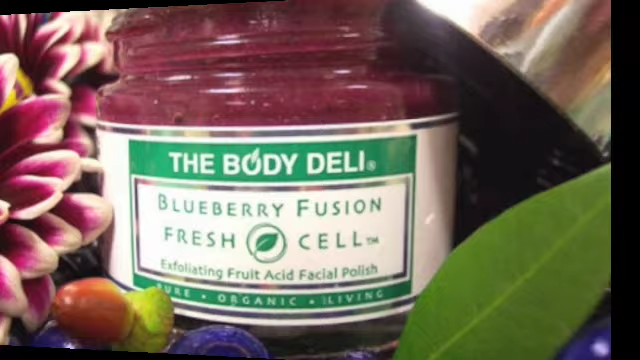 THE BODY DELI®
BLUEBERRY FUSION
FRESH CELL™
Exfoliating Fruit Acid Facial Polish
PURE • ORGANIC • LIVING